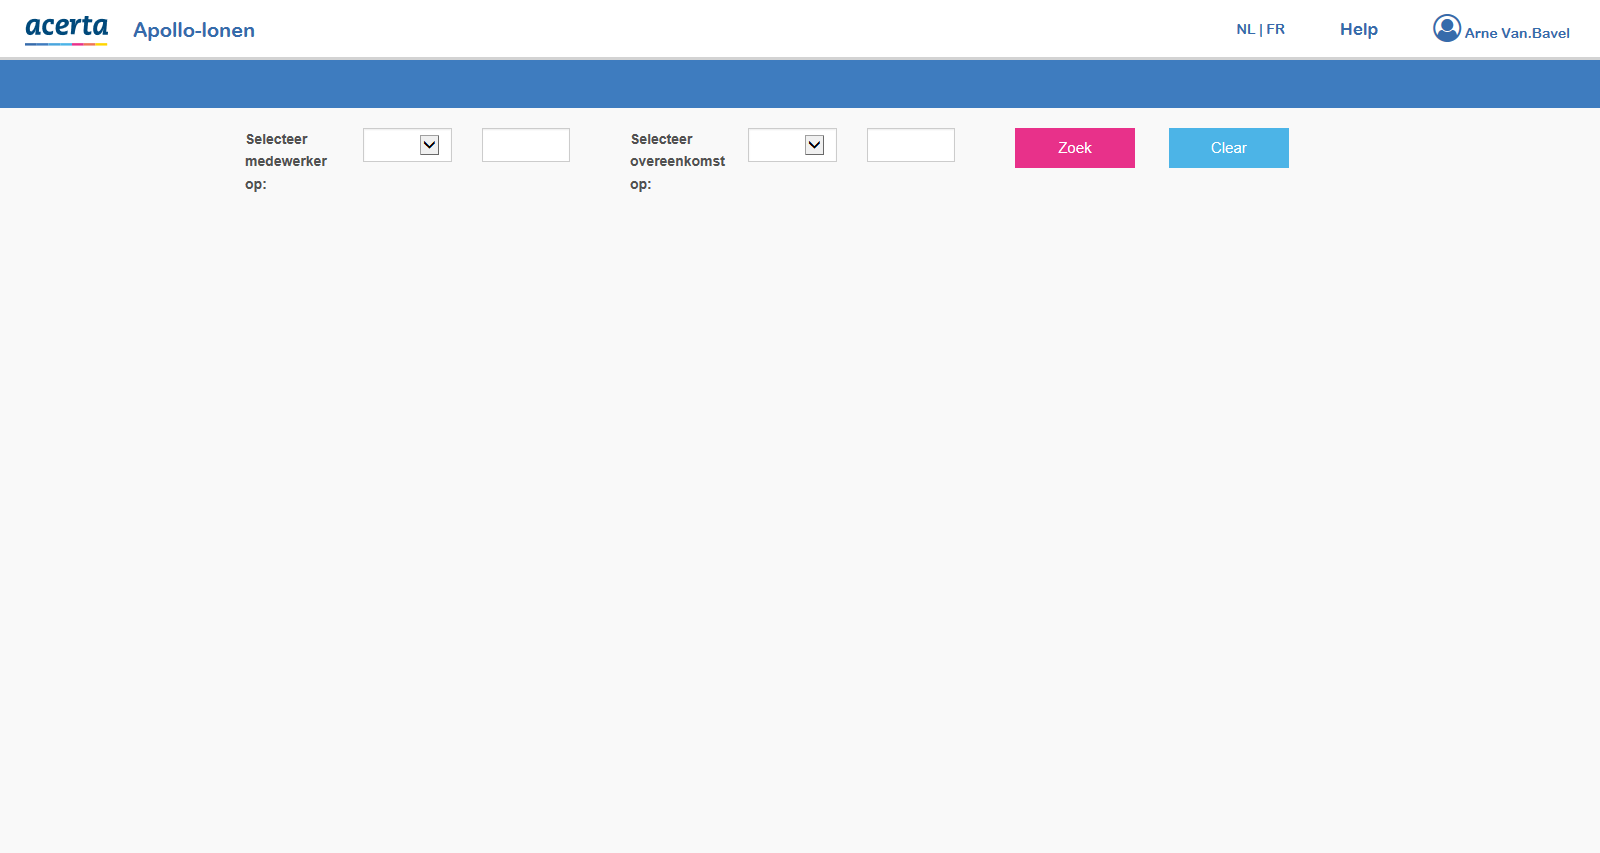 acerta Apollo-lonen NL | FR Help Arne Van.Bavel
Selecteer medewerker op:
Selecteer overeenkomst op:
Zoek Clear